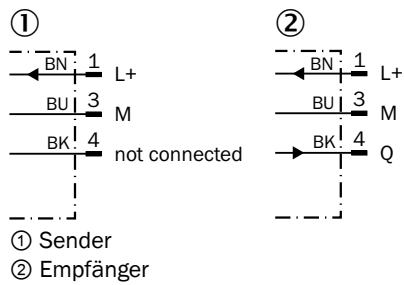 ① ②
BN 1 L+
BU 3 M
BK 4 not connected
BN 1 L+
BU 3 M
BK 4 Q
① Sender
② Empfänger